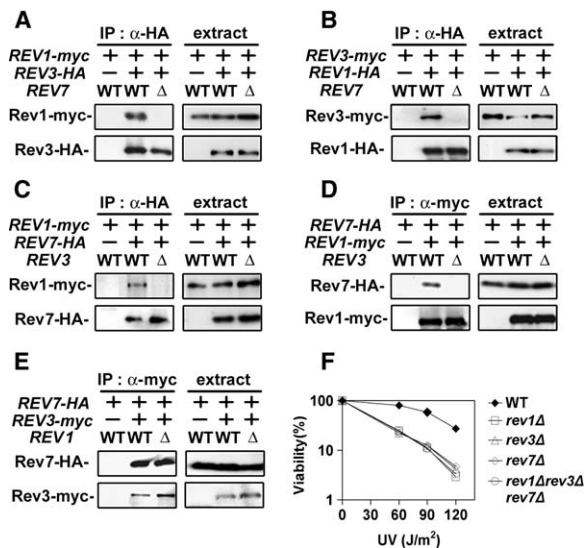 A
IP : α-HA extract
REV1-myc + + + + + +
REV3-HA − + + − + +
REV7 WT WT Δ WT WT Δ
Rev1-myc-
Rev3-HA-
B
IP : α-HA extract
REV3-myc + + + + + +
REV1-HA − + + − + +
REV7 WT WT Δ WT WT Δ
Rev3-myc-
Rev1-HA-
C
IP : α-HA extract
REV1-myc + + + + + +
REV7-HA − + + − + +
REV3 WT WT Δ WT WT Δ
Rev1-myc-
Rev7-HA-
D
IP : α-myc extract
REV7-HA + + + + + +
REV1-myc − + + − + +
REV3 WT WT Δ WT WT Δ
Rev7-HA-
Rev1-myc-
E
IP : α-myc extract
REV7-HA + + + + + +
REV3-myc − + + − + +
REV1 WT WT Δ WT WT Δ
Rev7-HA-
Rev3-myc-
F
Viability(%)
100
10
1
0 30 60 90 120
UV (J/m²)
WT
rev1Δ
rev3Δ
rev7Δ
rev1Δrev3Δ
rev7Δ